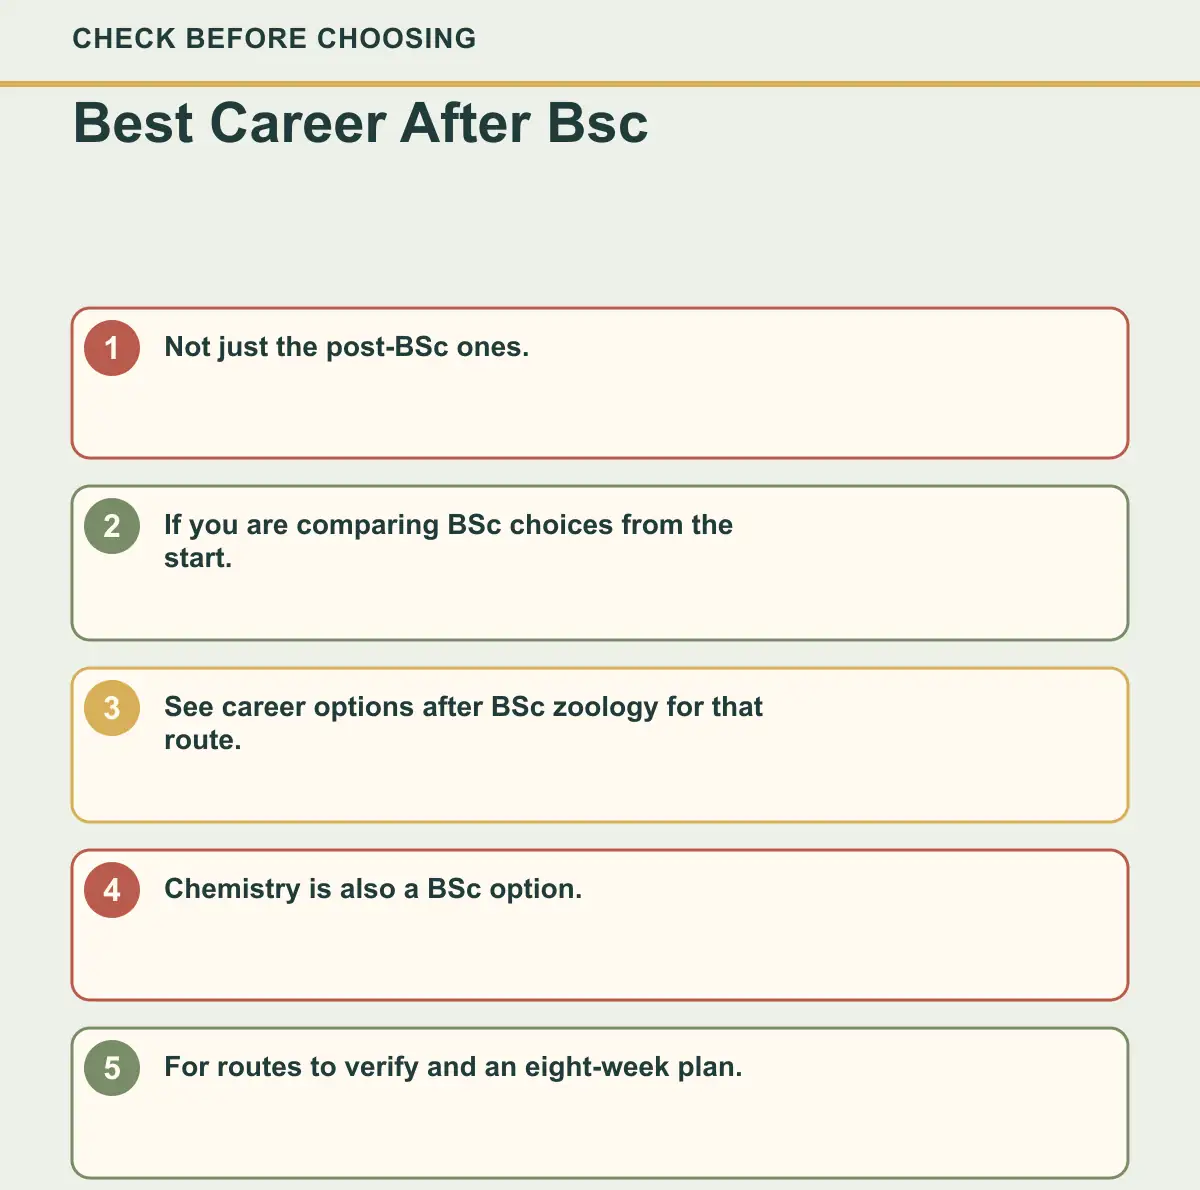 CHECK BEFORE CHOOSING
Best Career After Bsc
1
Not just the post-BSc ones.
2
If you are comparing BSc choices from the
start.
3
See career options after BSc zoology for that
route.
4
Chemistry is also a BSc option.
5
For routes to verify and an eight-week plan.